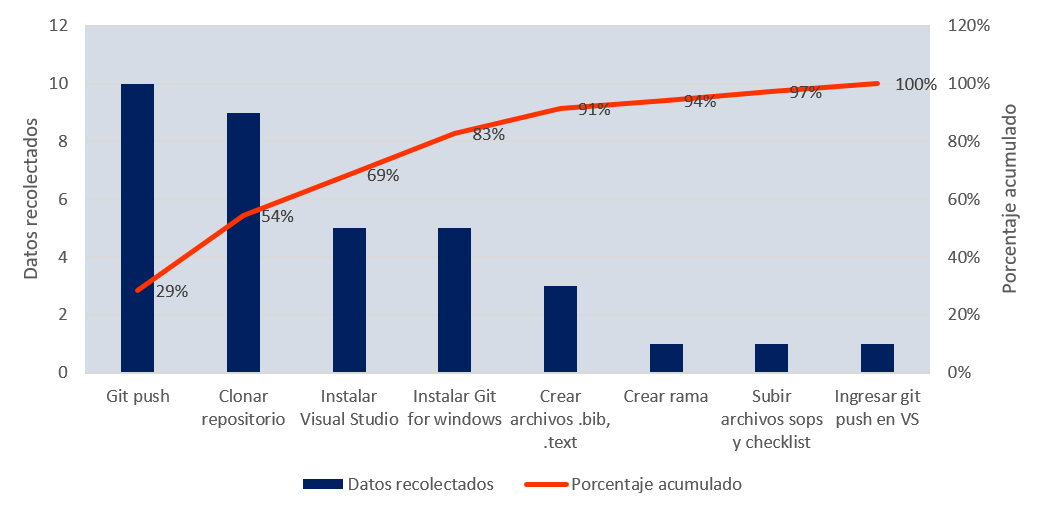 12
10
8
6
4
2
0
Datos recolectados
120%
100%
80%
60%
40%
20%
0%
Porcentaje acumulado
29%
54%
69%
83%
91%
94%
97%
100%
Git push
Clonar
repositorio
Instalar
Visual Studio
Instalar Git
for windows
Crear
archivos .bib,
.text
Crear rama
Subir
archivos sops
y checklist
Ingresar git
push en VS
Datos recolectados
Porcentaje acumulado